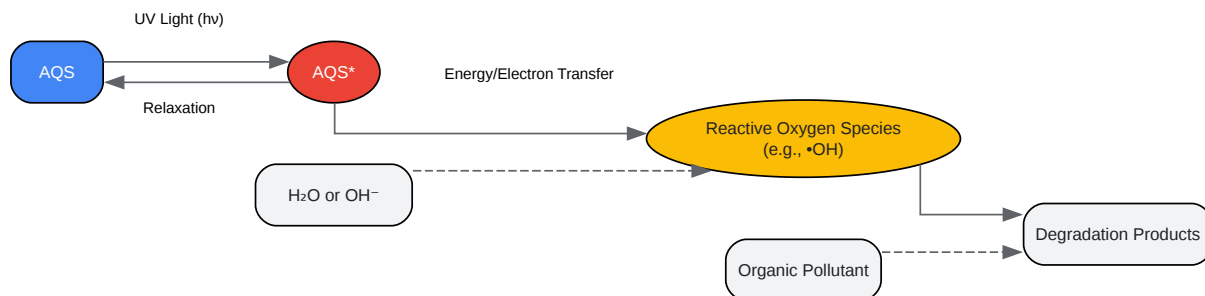 UV Light (hν)
AQS
AQS*
Energy/Electron Transfer
Relaxation
Reactive Oxygen Species
(e.g., •OH)
H₂O or OH⁻
Degradation Products
Organic Pollutant